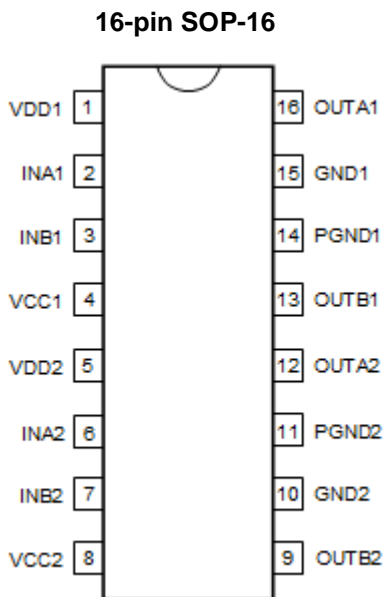 16-pin SOP-16
VDD1 1 16 OUTA1
INA1 2 15 GND1
INB1 3 14 PGND1
VCC1 4 13 OUTB1
VDD2 5 12 OUTA2
INA2 6 11 PGND2
INB2 7 10 GND2
VCC2 8 9 OUTB2